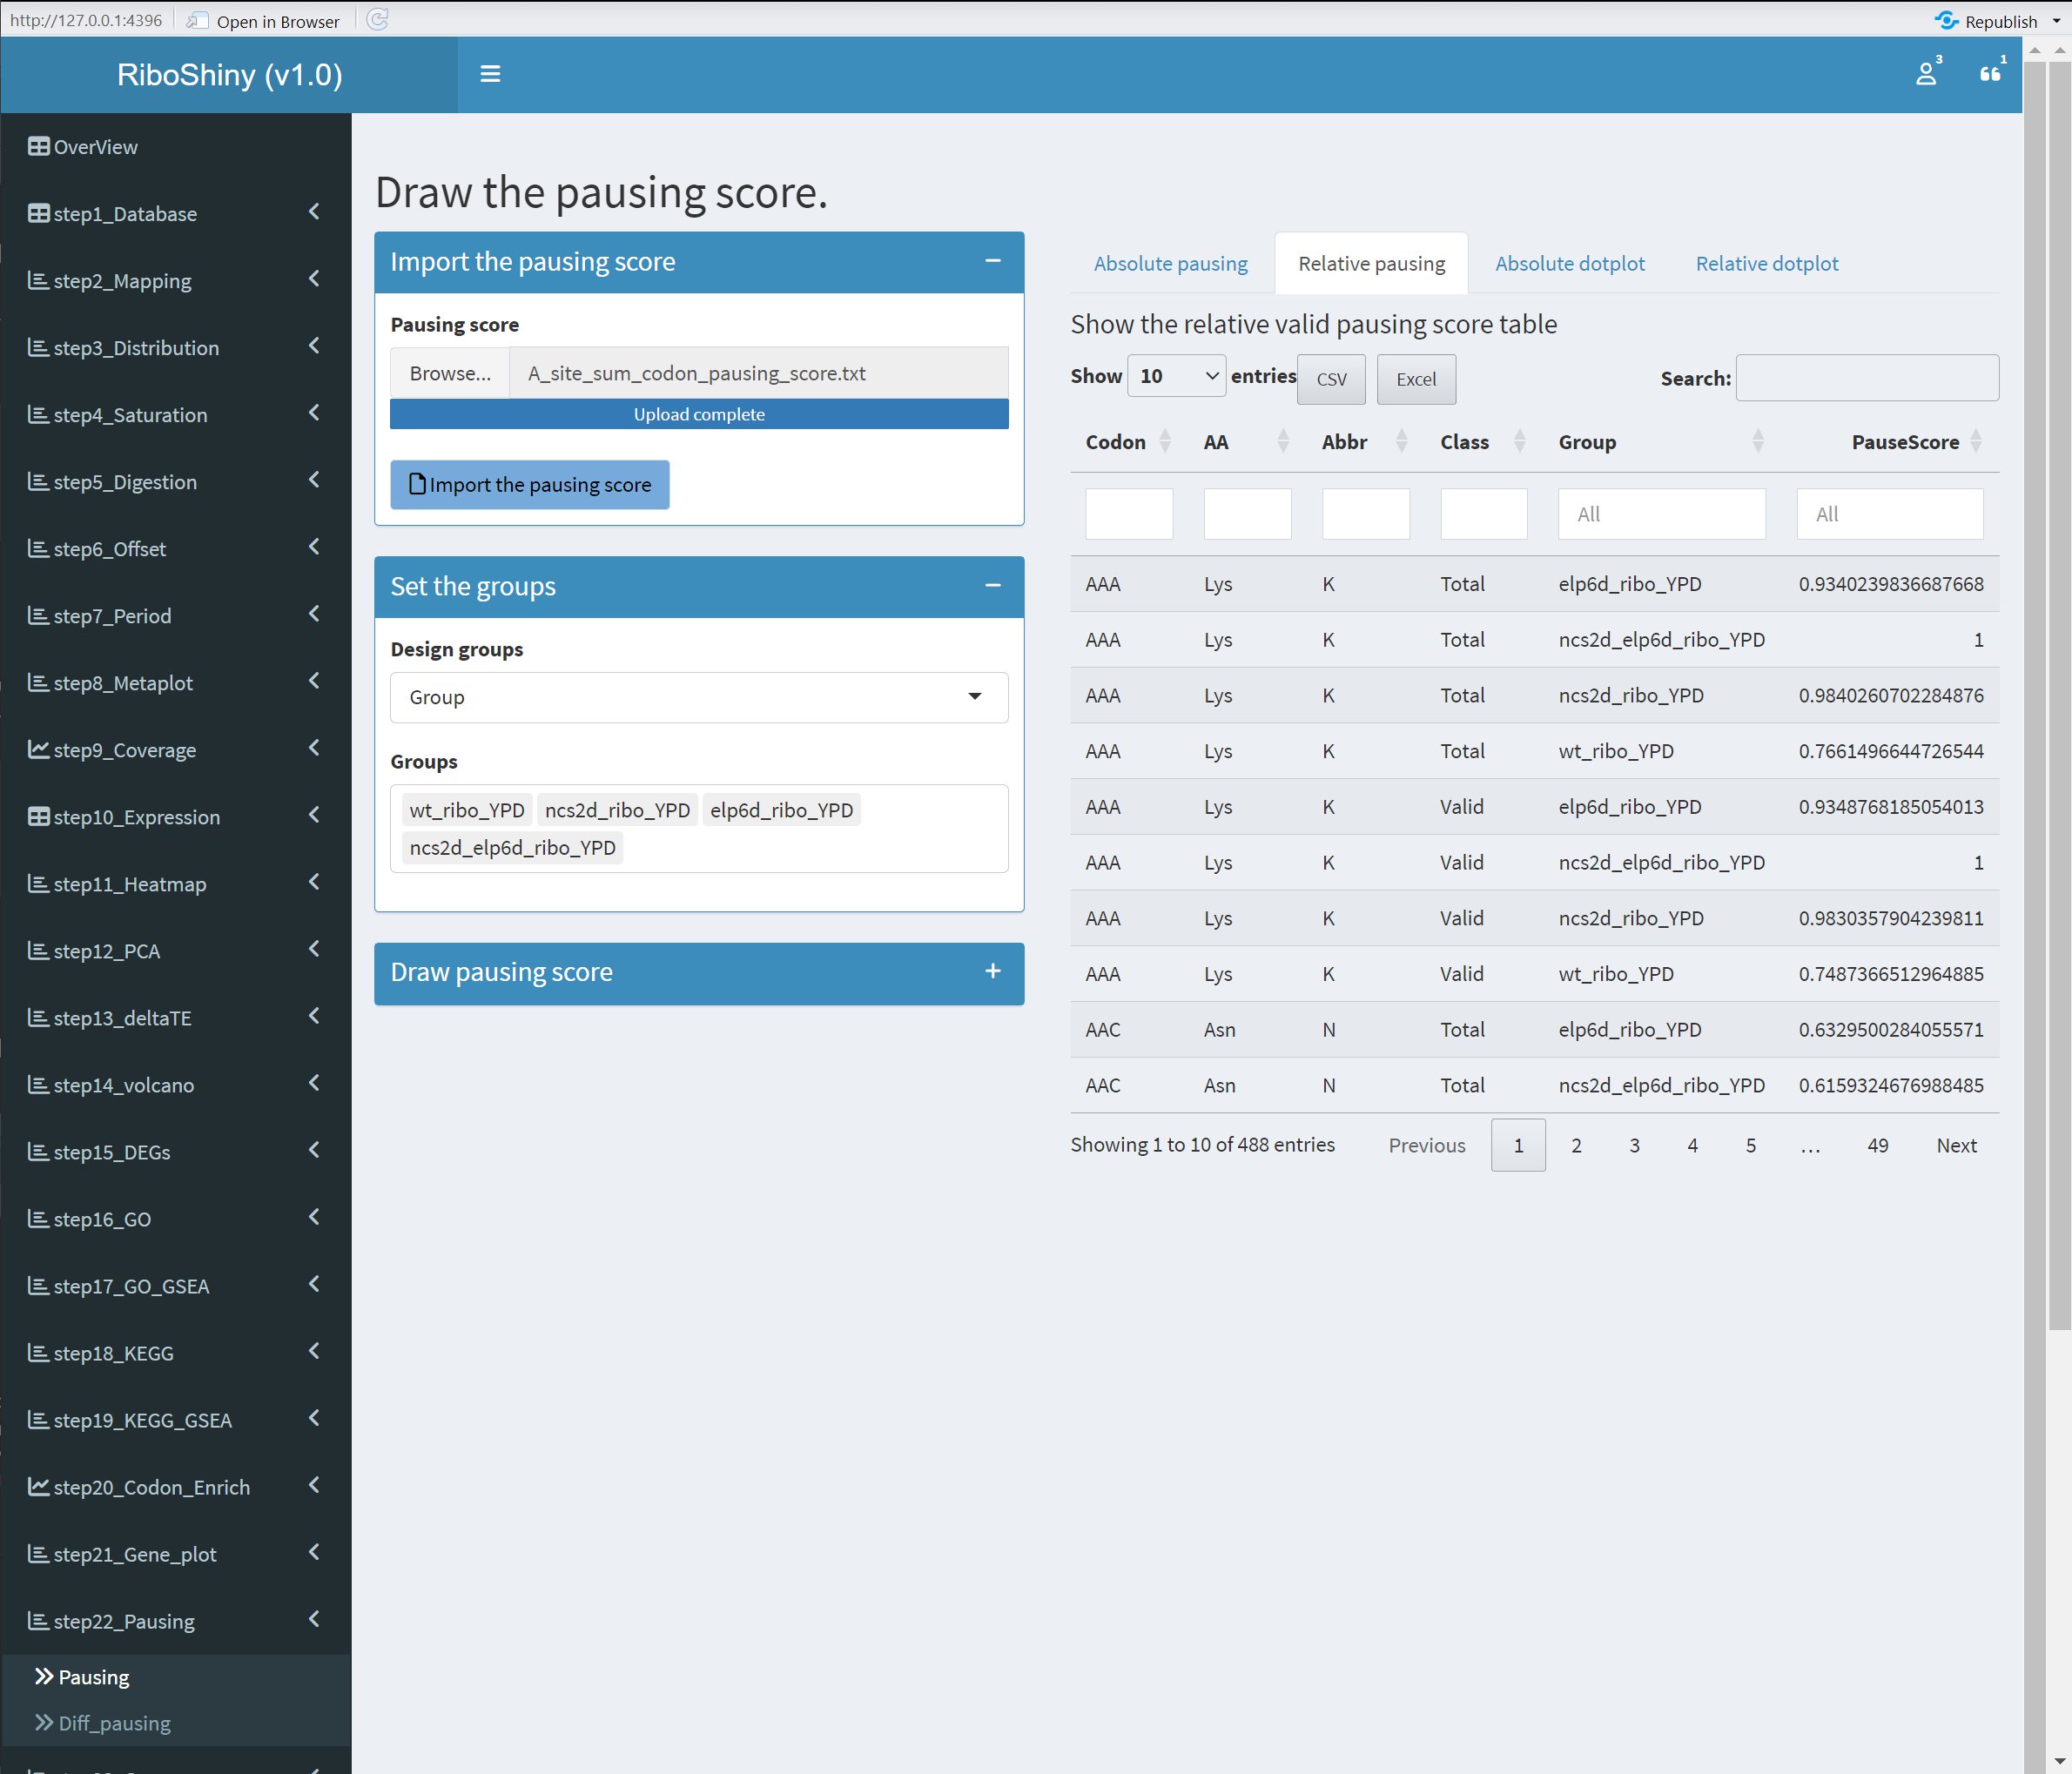 http://127.0.0.1:4396 Open in Browser Republish
RiboShiny (v1.0) 3 1
OverView
step1_Database
step2_Mapping
step3_Distribution
step4_Saturation
step5_Digestion
step6_Offset
step7_Period
step8_Metaplot
step9_Coverage
step10_Expression
step11_Heatmap
step12_PCA
step13_deltaTE
step14_volcano
step15_DEGs
step16_GO
step17_GO_GSEA
step18_KEGG
step19_KEGG_GSEA
step20_Codon_Enrich
step21_Gene_plot
step22_Pausing
Pausing
Diff_pausing
Draw the pausing score.
Import the pausing score
Pausing score
Browse... A_site_sum_codon_pausing_score.txt
Upload complete
Import the pausing score
Set the groups
Design groups
Group
Groups
wt_ribo_YPD ncs2d_ribo_YPD elp6d_ribo_YPD
ncs2d_elp6d_ribo_YPD
Draw pausing score
Absolute pausing Relative pausing Absolute dotplot Relative dotplot
Show the relative valid pausing score table
Show 10 entries CSV Excel Search:
Codon AA Abbr Class Group PauseScore
All All
AAA Lys K Total elp6d_ribo_YPD 0.9340239836687668
AAA Lys K Total ncs2d_elp6d_ribo_YPD 1
AAA Lys K Total ncs2d_ribo_YPD 0.9840260702284876
AAA Lys K Total wt_ribo_YPD 0.7661496644726544
AAA Lys K Valid elp6d_ribo_YPD 0.9348768185054013
AAA Lys K Valid ncs2d_elp6d_ribo_YPD 1
AAA Lys K Valid ncs2d_ribo_YPD 0.9830357904239811
AAA Lys K Valid wt_ribo_YPD 0.7487366512964885
AAC Asn N Total elp6d_ribo_YPD 0.6329500284055571
AAC Asn N Total ncs2d_elp6d_ribo_YPD 0.6159324676988485
Showing 1 to 10 of 488 entries Previous 1 2 3 4 5 … 49 Next